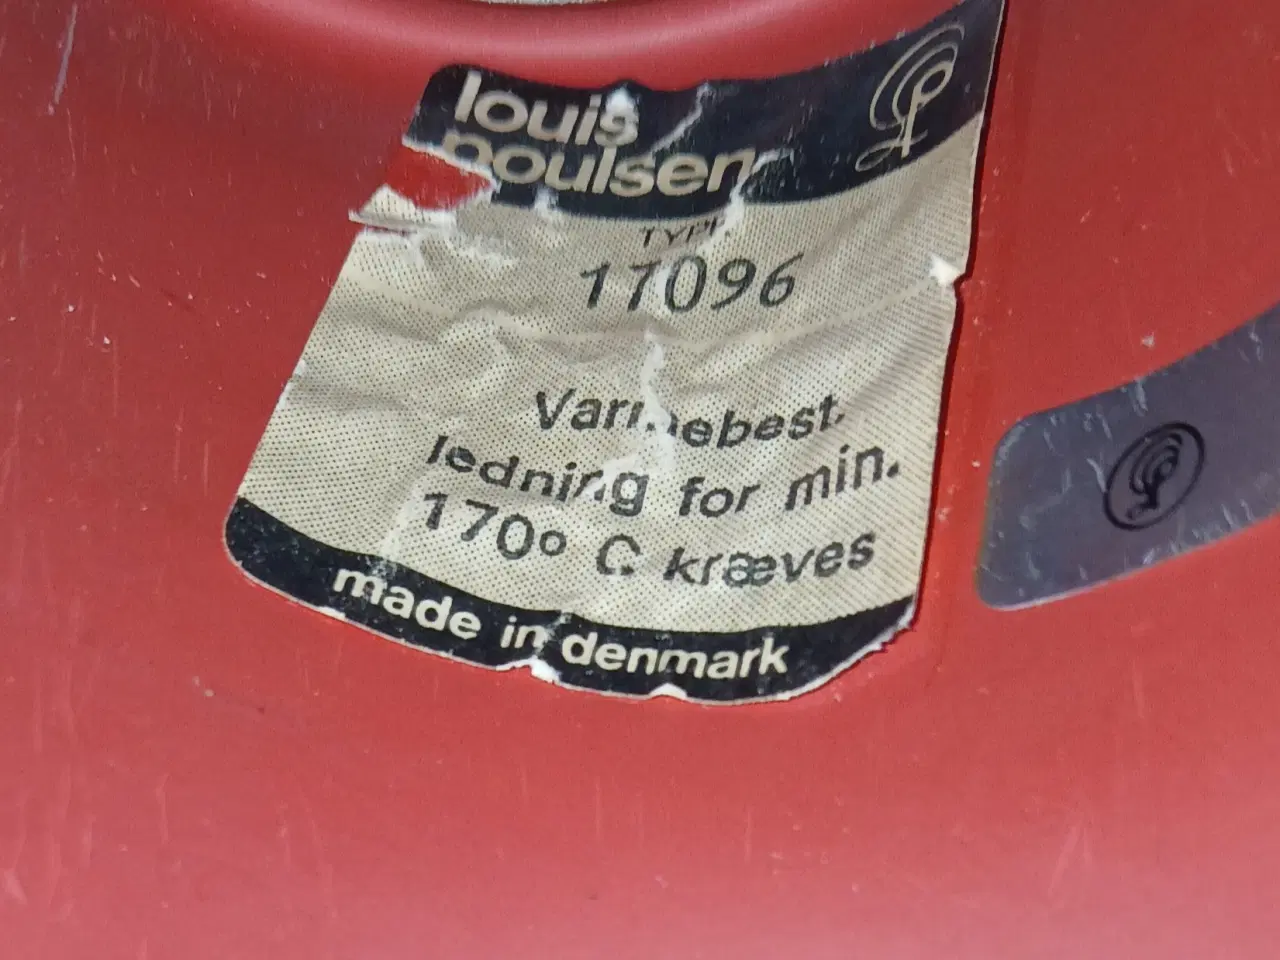 louis
poulsen
TYPE
17096
Varmebest.
ledning for min.
170° C kræves
made in denmark